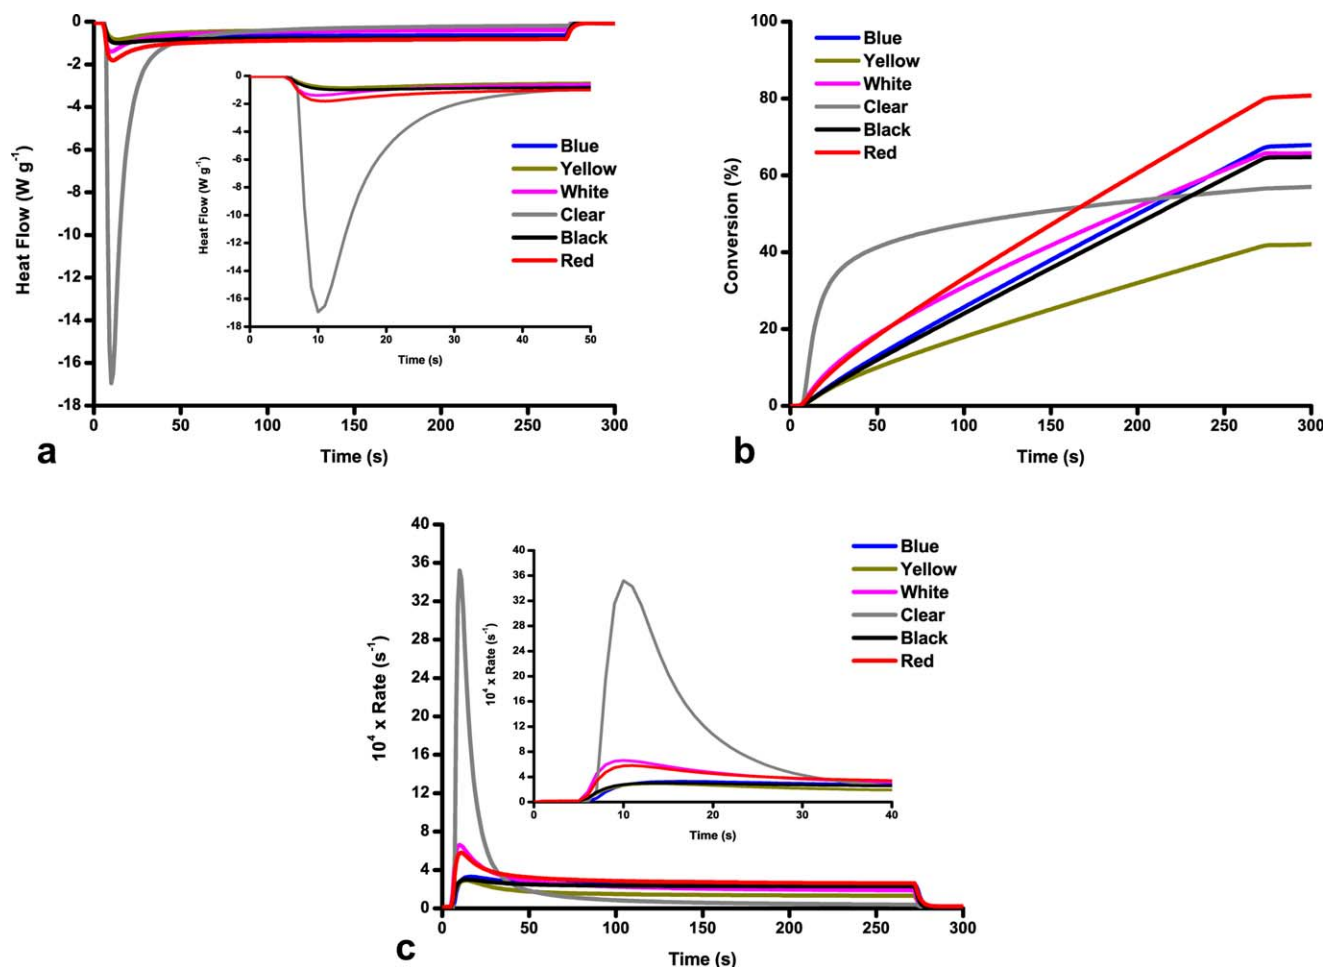 0
-2
-4
-6
-8
-10
-12
-14
-16
-18
Heat Flow (W g⁻¹)
0
50
100
150
200
250
300
Time (s)
0
-2
-4
-6
-8
-10
-12
-14
-16
-18
Heat Flow (W g⁻¹)
0
10
20
30
40
50
Time (s)
Blue
Yellow
White
Clear
Black
Red
a
100
80
60
40
20
0
Conversion (%)
0
50
100
150
200
250
300
Time (s)
Blue
Yellow
White
Clear
Black
Red
b
40
36
32
28
24
20
16
12
8
4
0
10⁴ x Rate (s⁻¹)
0
50
100
150
200
250
300
Time (s)
40
36
32
28
24
20
16
12
8
4
0
10⁴ x Rate (s⁻¹)
0
10
20
30
40
Time (s)
Blue
Yellow
White
Clear
Black
Red
c